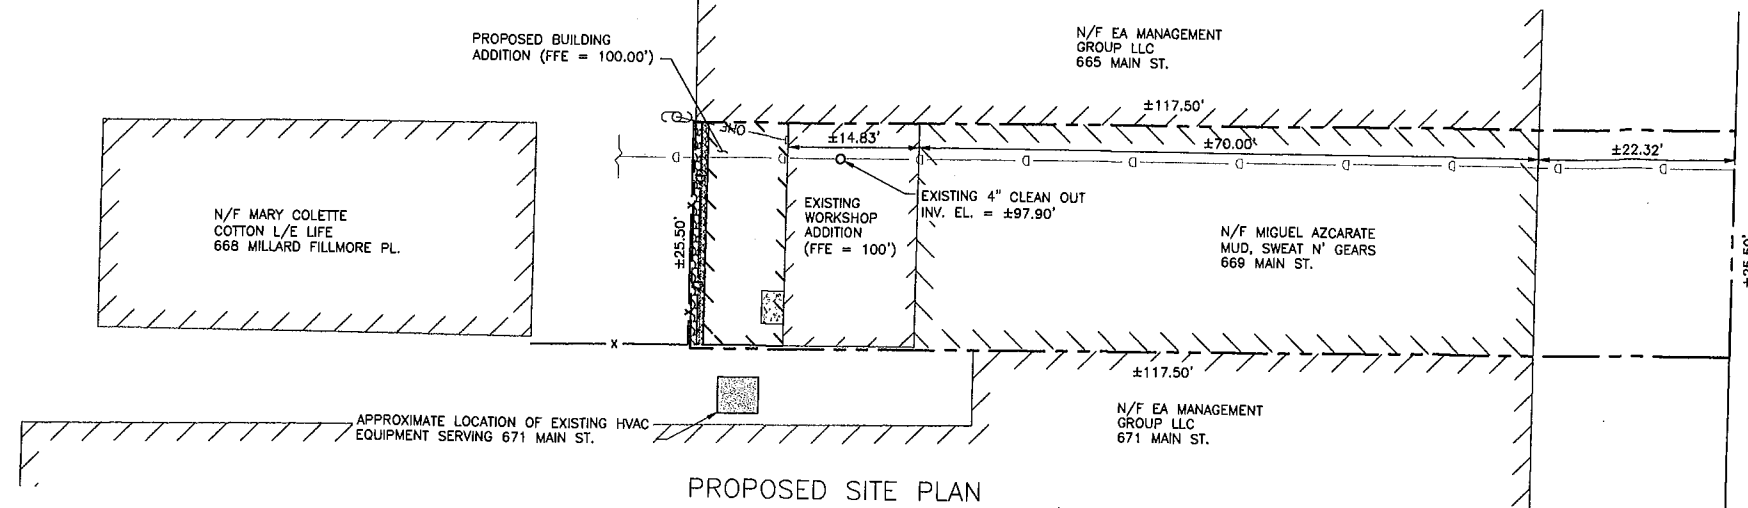 PROPOSED BUILDING
ADDITION (FFE = 100.00')
N/F EA MANAGEMENT
GROUP LLC
665 MAIN ST.
±117.50'
OHE
±14.83'
±70.00'
±22.32'
N/F MARY COLETTE
COTTON L/E LIFE
668 MILLARD FILLMORE PL.
±25.50'
EXISTING
WORKSHOP
ADDITION
(FFE = 100')
EXISTING 4" CLEAN OUT
INV. EL. = ±97.90'
N/F MIGUEL AZCARATE
MUD, SWEAT N' GEARS
669 MAIN ST.
±25.50'
X
±117.50'
APPROXIMATE LOCATION OF EXISTING HVAC
EQUIPMENT SERVING 671 MAIN ST.
N/F EA MANAGEMENT
GROUP LLC
671 MAIN ST.
PROPOSED SITE PLAN